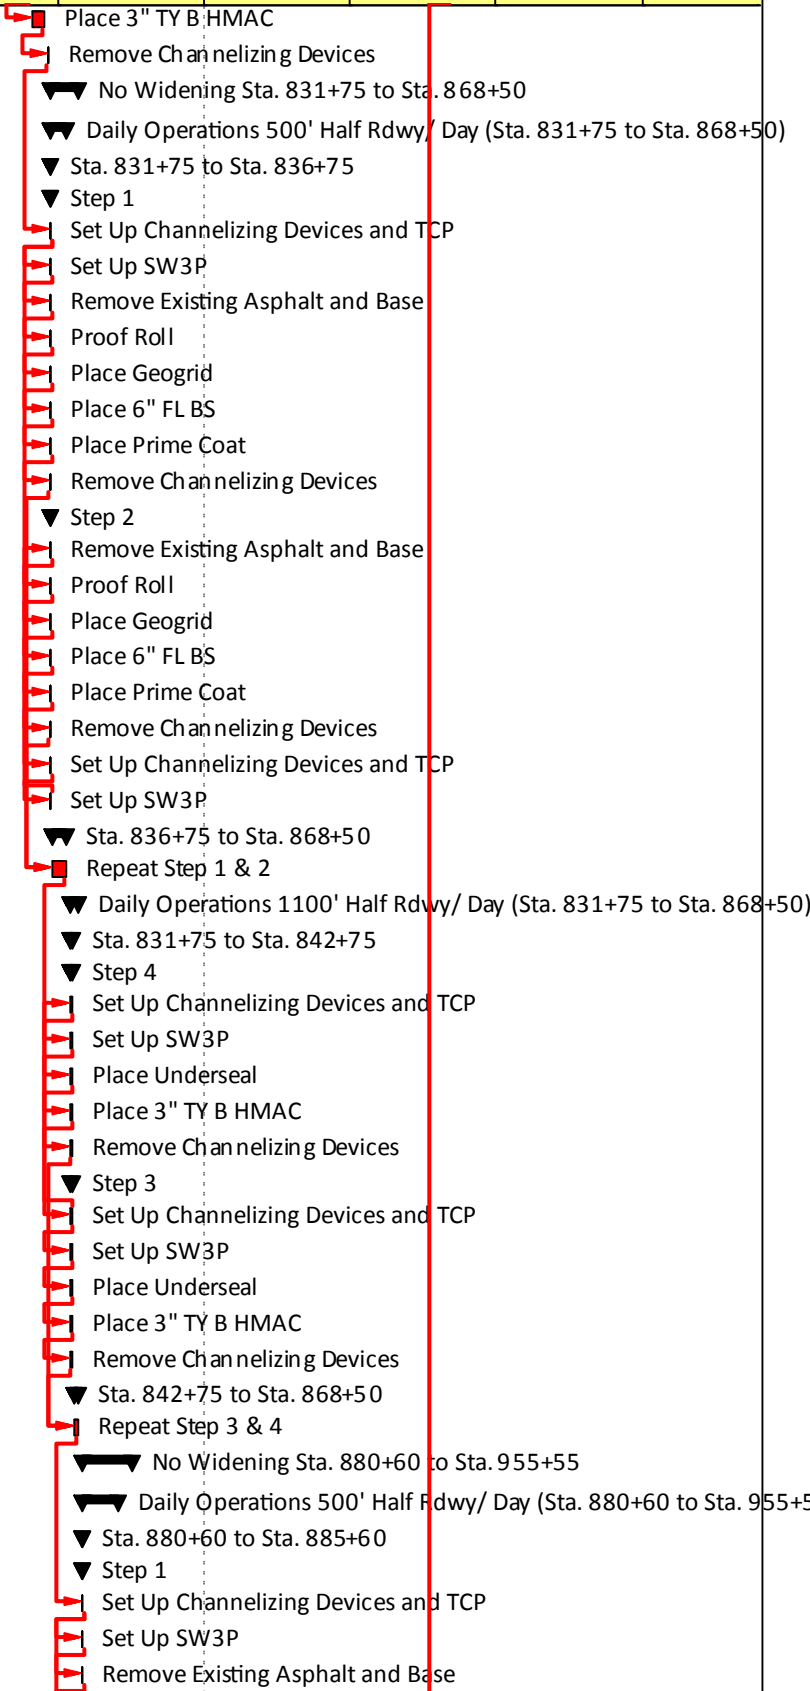 Place 3" TY B HMAC
Remove Channelizing Devices
No Widening Sta. 831+75 to Sta. 868+50
Daily Operations 500' Half Rdwy/ Day (Sta. 831+75 to Sta. 868+50)
Sta. 831+75 to Sta. 836+75
Step 1
Set Up Channelizing Devices and TCP
Set Up SW3P
Remove Existing Asphalt and Base
Proof Roll
Place Geogrid
Place 6" FL BS
Place Prime Coat
Remove Channelizing Devices
Step 2
Remove Existing Asphalt and Base
Proof Roll
Place Geogrid
Place 6" FL BS
Place Prime Coat
Remove Channelizing Devices
Set Up Channelizing Devices and TCP
Set Up SW3P
Sta. 836+75 to Sta. 868+50
Repeat Step 1 & 2
Daily Operations 1100' Half Rdwy/ Day (Sta. 831+75 to Sta. 868+50)
Sta. 831+75 to Sta. 842+75
Step 4
Set Up Channelizing Devices and TCP
Set Up SW3P
Place Underseal
Place 3" TY B HMAC
Remove Channelizing Devices
Step 3
Set Up Channelizing Devices and TCP
Set Up SW3P
Place Underseal
Place 3" TY B HMAC
Remove Channelizing Devices
Sta. 842+75 to Sta. 868+50
Repeat Step 3 & 4
No Widening Sta. 880+60 to Sta. 955+55
Daily Operations 500' Half Rdwy/ Day (Sta. 880+60 to Sta. 955+5
Sta. 880+60 to Sta. 885+60
Step 1
Set Up Channelizing Devices and TCP
Set Up SW3P
Remove Existing Asphalt and Base